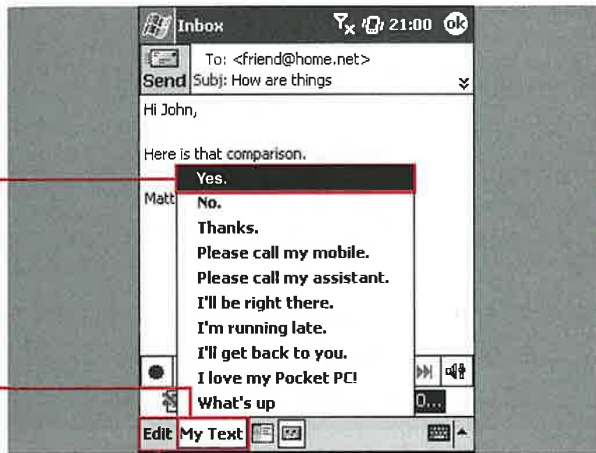 Inbox 21:00 ok
To: <friend@home.net>
Send Subj: How are things
Hi John,
Here is that comparison.
Matt
Yes.
No.
Thanks.
Please call my mobile.
Please call my assistant.
I'll be right there.
I'm running late.
I'll get back to you.
I love my Pocket PC!
What's up
0...
Edit My Text